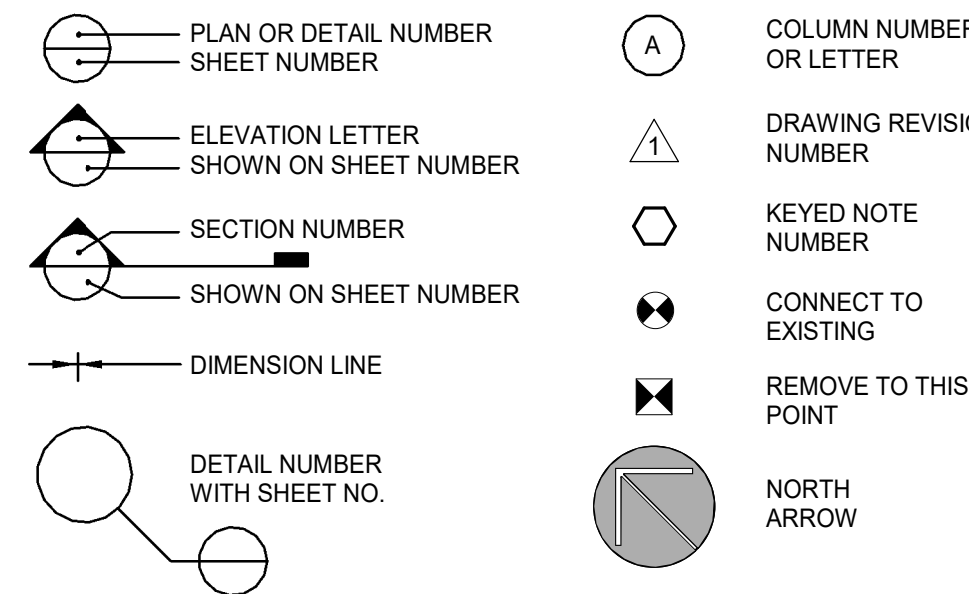 PLAN OR DETAIL NUMBER
SHEET NUMBER
ELEVATION LETTER
SHOWN ON SHEET NUMBER
SECTION NUMBER
SHOWN ON SHEET NUMBER
DIMENSION LINE
DETAIL NUMBER
WITH SHEET NO.
A
COLUMN NUMBER
OR LETTER
1
DRAWING REVISIO
NUMBER
KEYED NOTE
NUMBER
CONNECT TO
EXISTING
REMOVE TO THIS
POINT
NORTH
ARROW